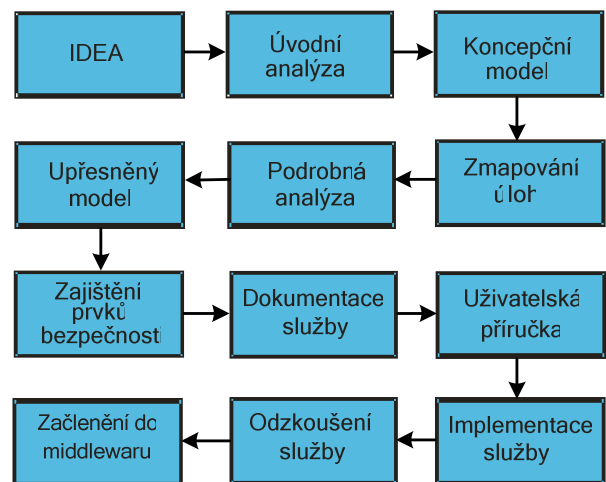 IDEA
Úvodní
analýza
Koncepční
model
Zmapování
úloh
Podrobná
analýza
Upřesněný
model
Zajištění
prvků
bezpečnosti
Dokumentace
služby
Uživatelská
příručka
Implementace
služby
Odzkoušení
služby
Začlenění do
middlewaru